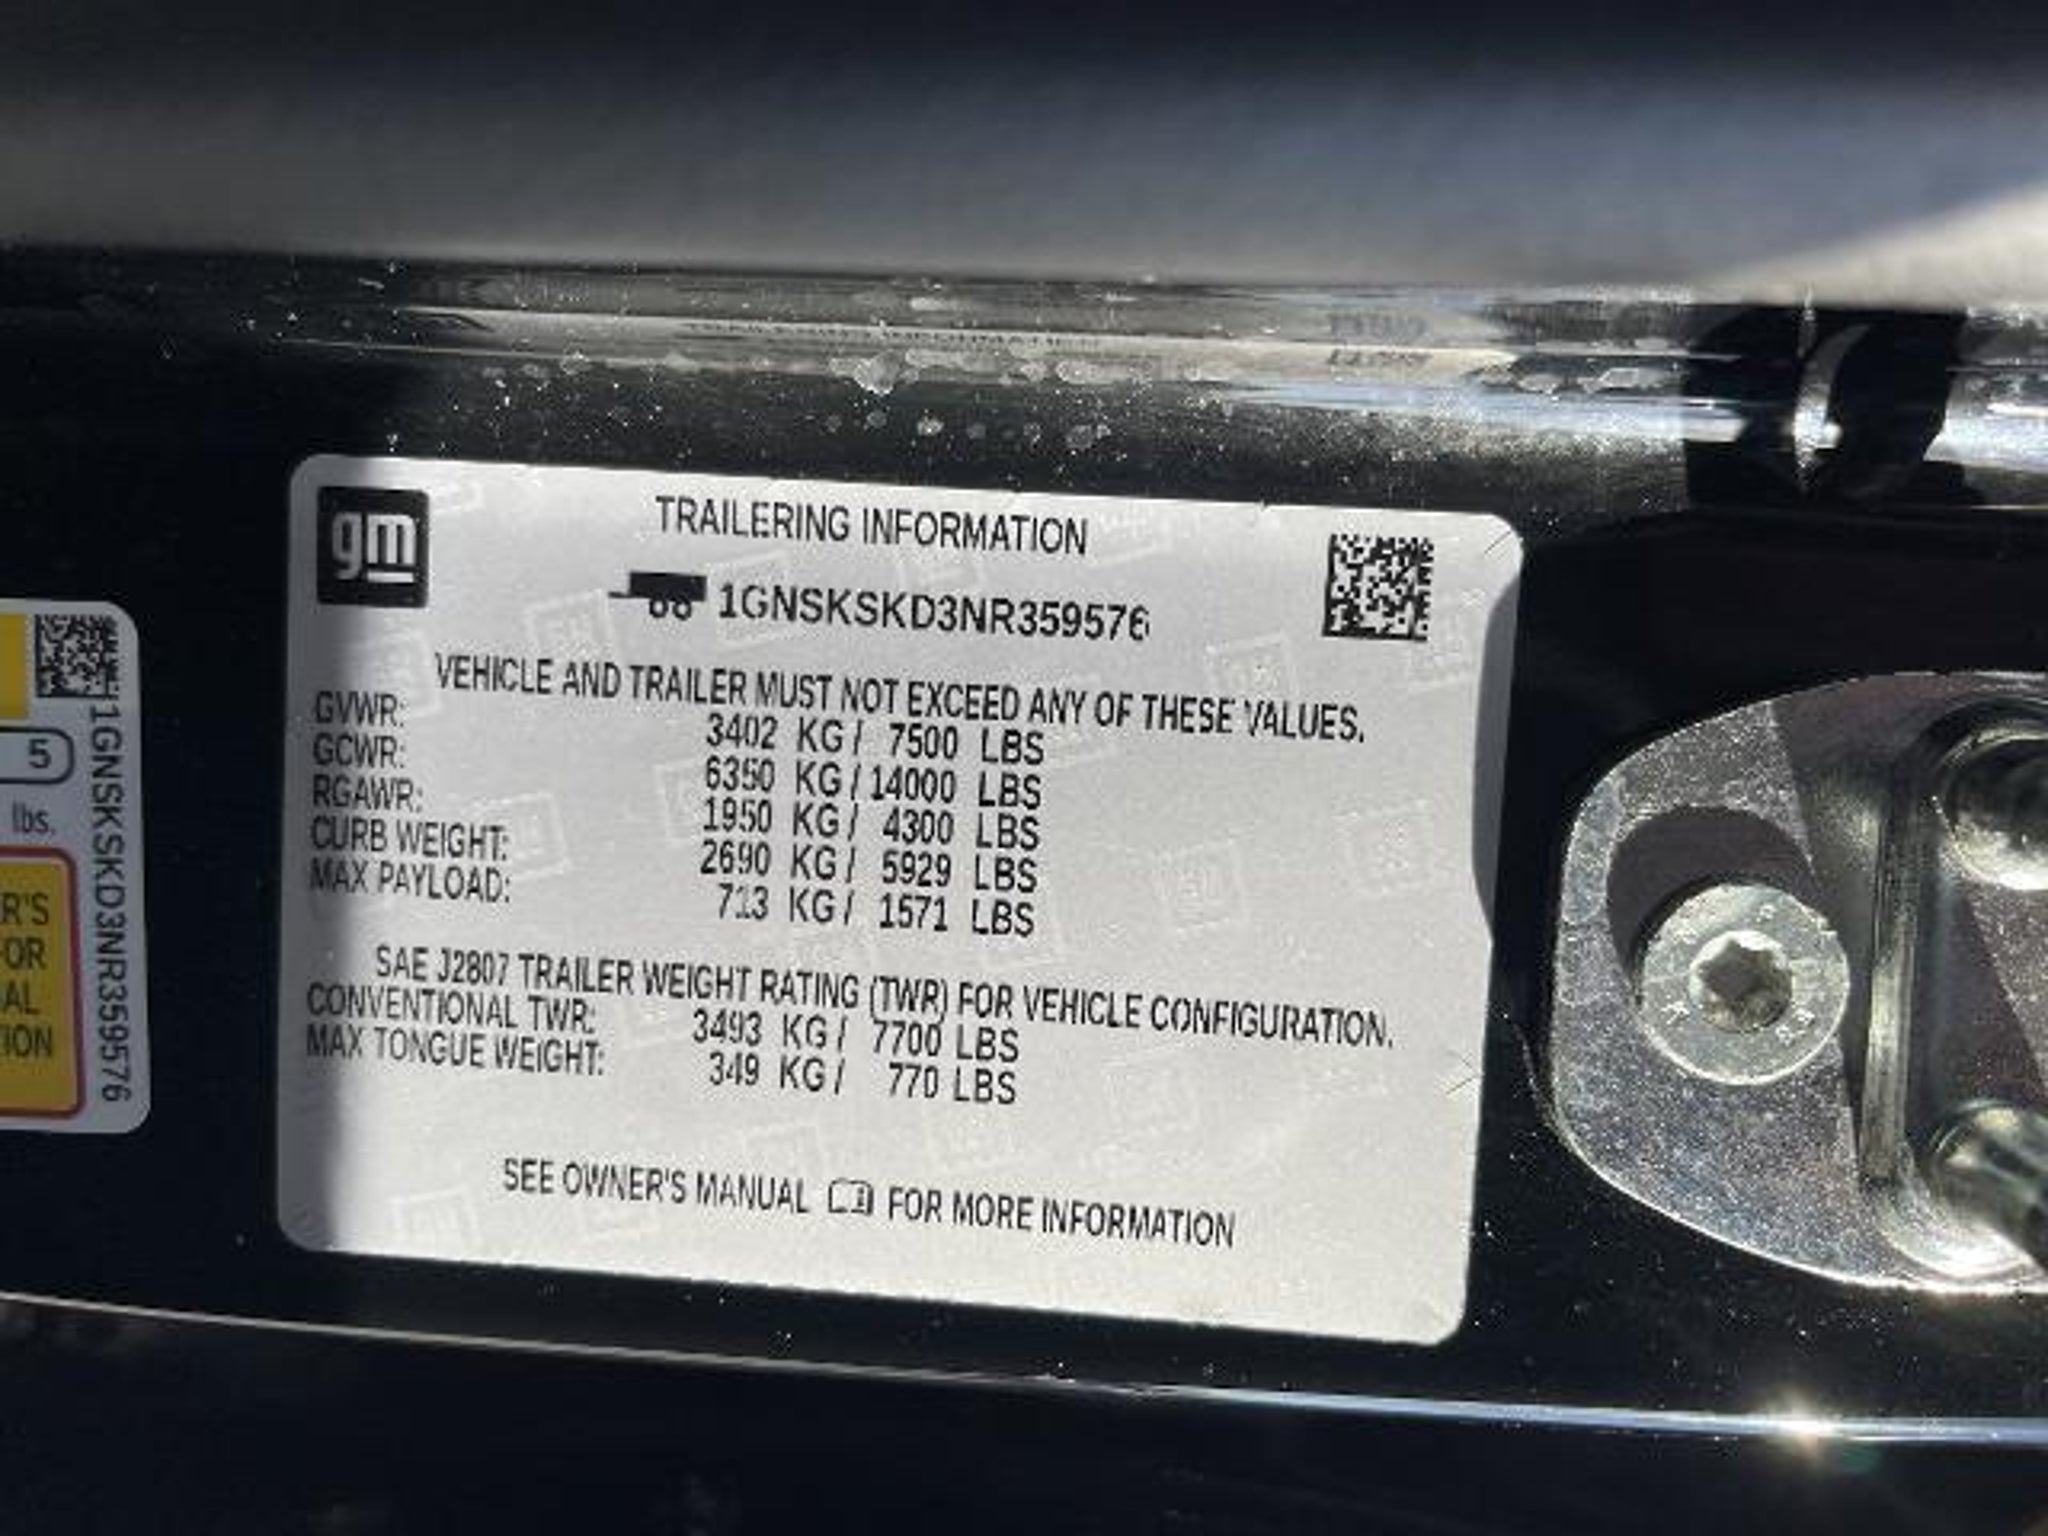 gm
TRAILERING INFORMATION
1GNSKSKD3NR359576
VEHICLE AND TRAILER MUST NOT EXCEED ANY OF THESE VALUES.
GVWR: 3402 KG / 7500 LBS
GCWR: 6350 KG / 14000 LBS
RGAWR: 1950 KG / 4300 LBS
CURB WEIGHT: 2690 KG / 5929 LBS
MAX PAYLOAD: 713 KG / 1571 LBS
SAE J2807 TRAILER WEIGHT RATING (TWR) FOR VEHICLE CONFIGURATION.
CONVENTIONAL TWR: 3493 KG / 7700 LBS
MAX TONGUE WEIGHT: 349 KG / 770 LBS
SEE OWNER'S MANUAL FOR MORE INFORMATION
5
lbs.
R'S
OR
AL
ION
1GNSKSKD3NR359576